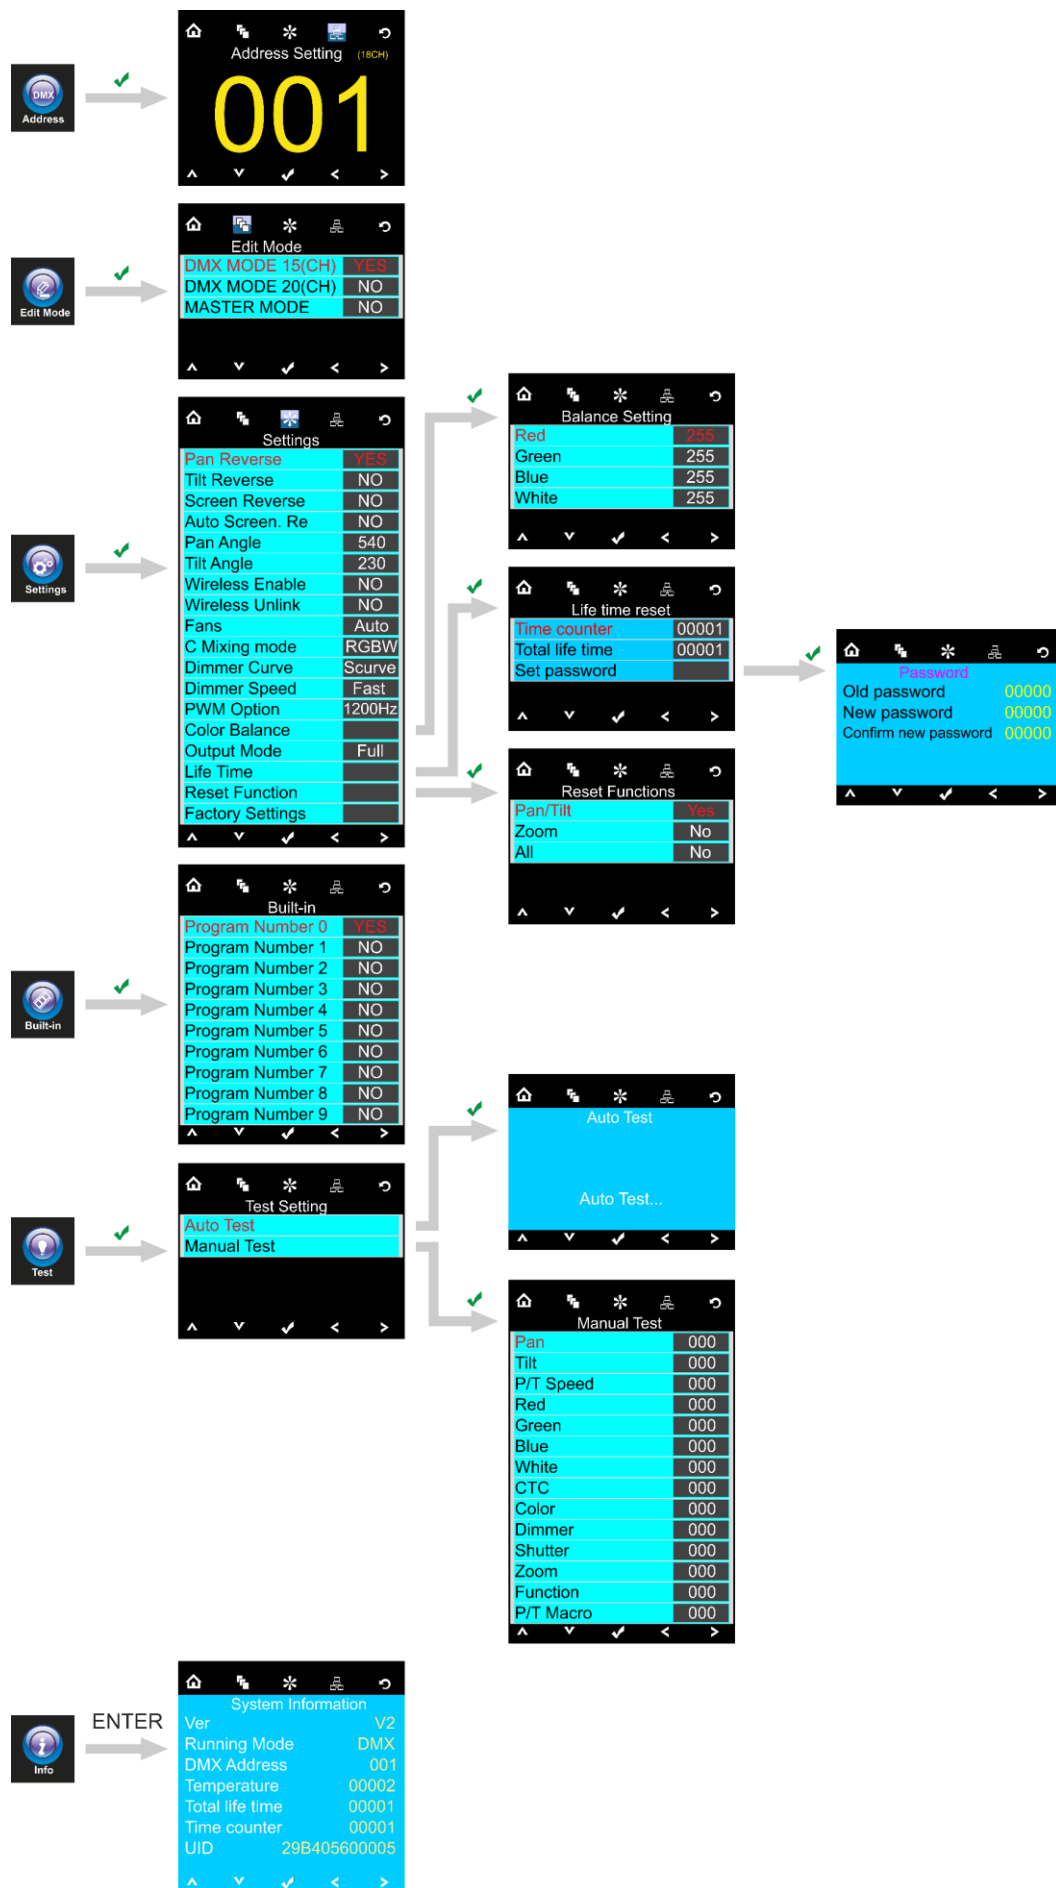 Address Setting (18CH)
DMX
Address
001
Edit Mode
DMX MODE 15(CH) YES
DMX MODE 20(CH) NO
MASTER MODE NO
Edit Mode
Settings
Pan Reverse YES
Tilt Reverse NO
Screen Reverse NO
Auto Screen. Re NO
Pan Angle 540
Tilt Angle 230
Wireless Enable NO
Wireless Unlink NO
Fans Auto
C Mixing mode RGBW
Dimmer Curve Scurve
Dimmer Speed Fast
PWM Option 1200Hz
Color Balance
Output Mode Full
Life Time
Reset Function
Factory Settings
Settings
Balance Setting
Red 255
Green 255
Blue 255
White 255
Life time reset
Time counter 00001
Total life time 00001
Set password
Password
Old password 00000
New password 00000
Confirm new password 00000
Reset Functions
Pan/Tilt Yes
Zoom No
All No
Built-in
Program Number 0 YES
Program Number 1 NO
Program Number 2 NO
Program Number 3 NO
Program Number 4 NO
Program Number 5 NO
Program Number 6 NO
Program Number 7 NO
Program Number 8 NO
Program Number 9 NO
Built-in
Test Setting
Auto Test
Manual Test
Test
Auto Test
Auto Test...
Manual Test
Pan 000
Tilt 000
P/T Speed 000
Red 000
Green 000
Blue 000
White 000
CTC 000
Color 000
Dimmer 000
Shutter 000
Zoom 000
Function 000
P/T Macro 000
Info
ENTER
System Information
Ver V2
Running Mode DMX
DMX Address 001
Temperature 00002
Total life time 00001
Time counter 00001
UID 29B405600005